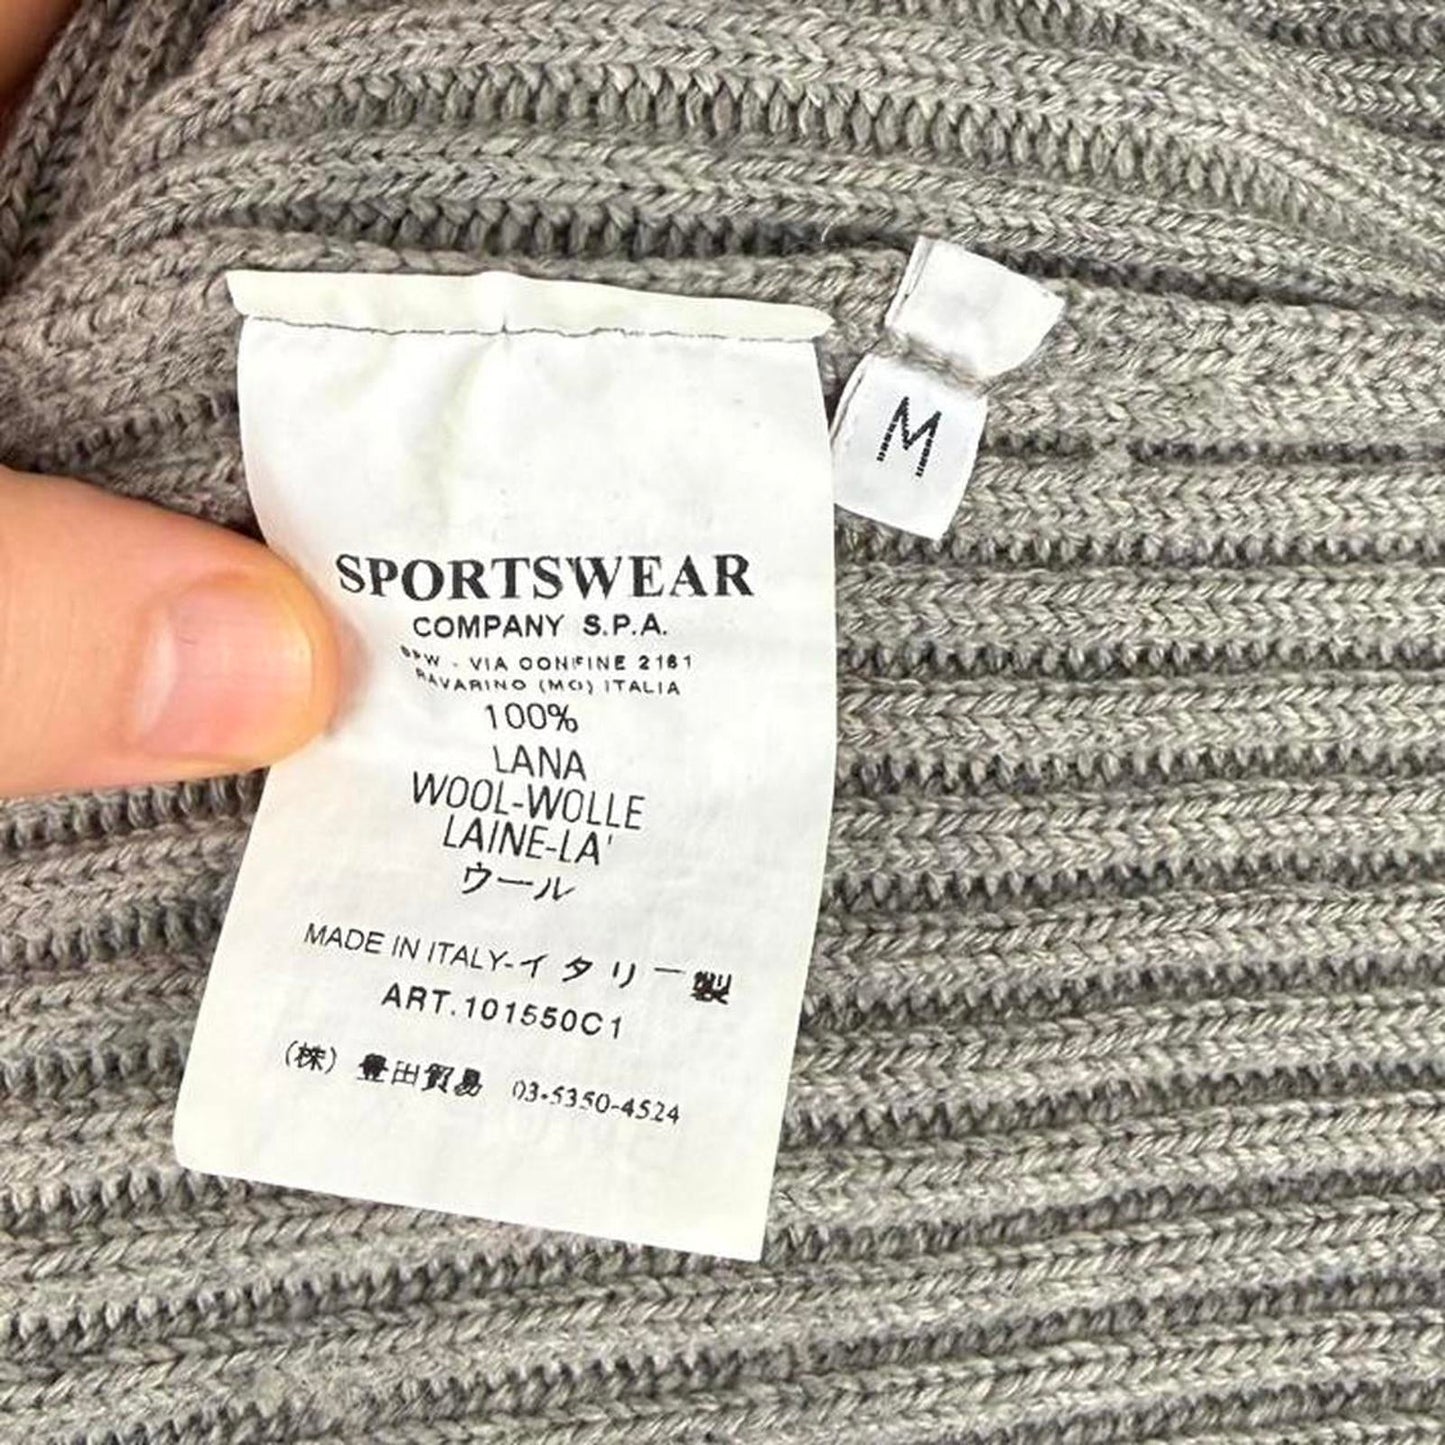 M
SPORTSWEAR
COMPANY S.P.A.
SPW - VIA CONFINE 2161
RAVARINO (MO) ITALIA
100%
LANA
WOOL-WOLLE
LAINE-LA'
ウール
MADE IN ITALY-イタリー製
ART.101550C1
(株) 豊田貿易 03-5350-4524